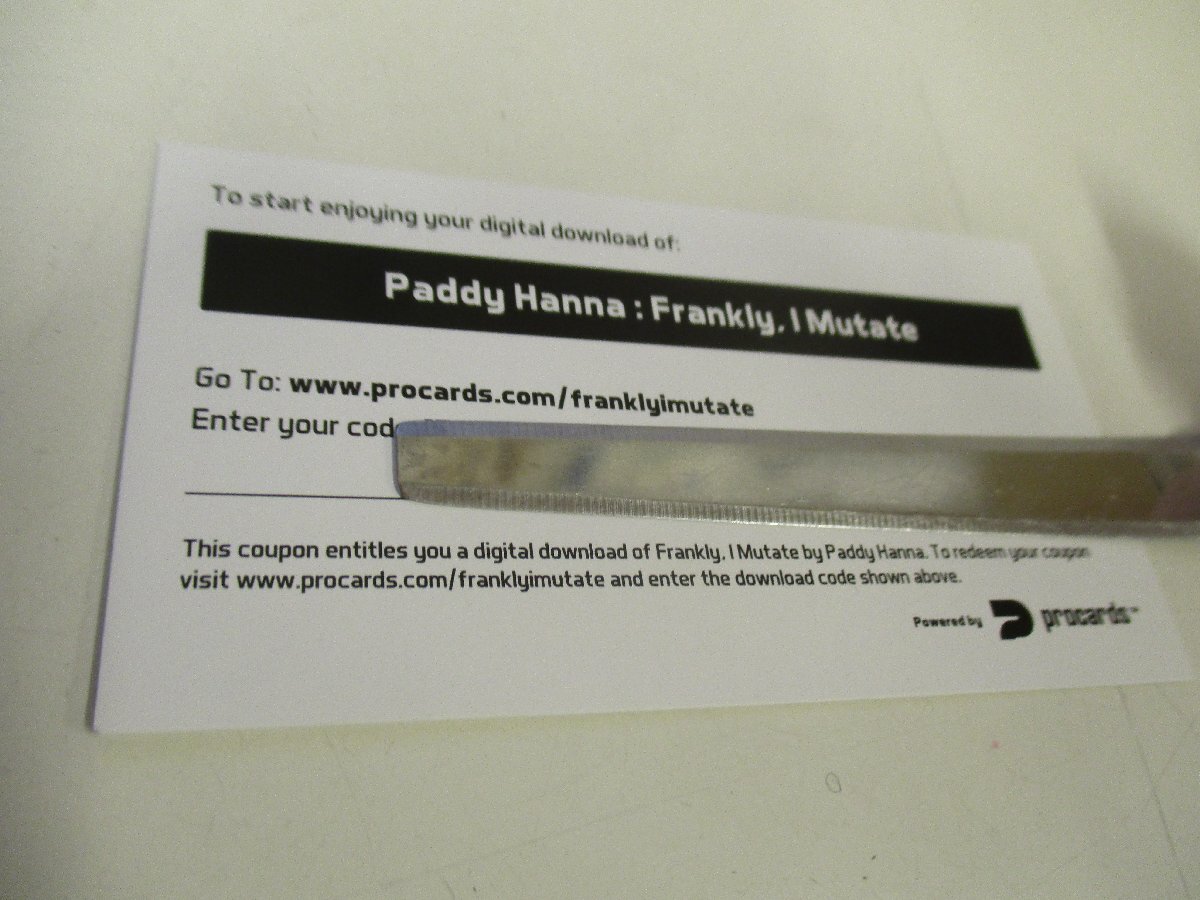 To start enjoying your digital download of:
Paddy Hanna : Frankly, I Mutate
Go To: www.procards.com/franklyimutate
Enter your cod
This coupon entitles you a digital download of Frankly, I Mutate by Paddy Hanna. To redeem your coupon
visit www.procards.com/franklyimutate and enter the download code shown above.
Powered by procards™